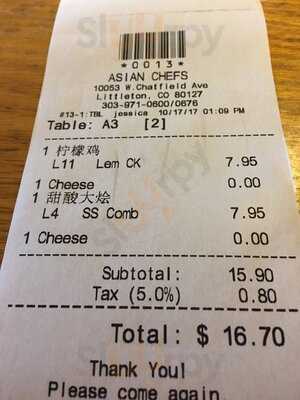 *0013*
ASIAN CHEFS
10053 W.Chatfield Ave
Littleton, CO 80127
303-971-0600/0676
#13-1:TBL jessica 10/17/17 01:09 PM
Table: A3 [2]
1 柠檬鸡
L11 Lem CK 7.95
1 Cheese 0.00
1 甜酸大烩
L4 SS Comb 7.95
1 Cheese 0.00
Subtotal: 15.90
Tax (5.0%) 0.80
Total: $ 16.70
Thank You!
Please come again